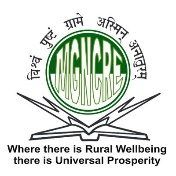 विश्वं पुष्टं ग्रामे अस्मिन् अनातुरम्
MGNCRE
Where there is Rural Wellbeing
there is Universal Prosperity